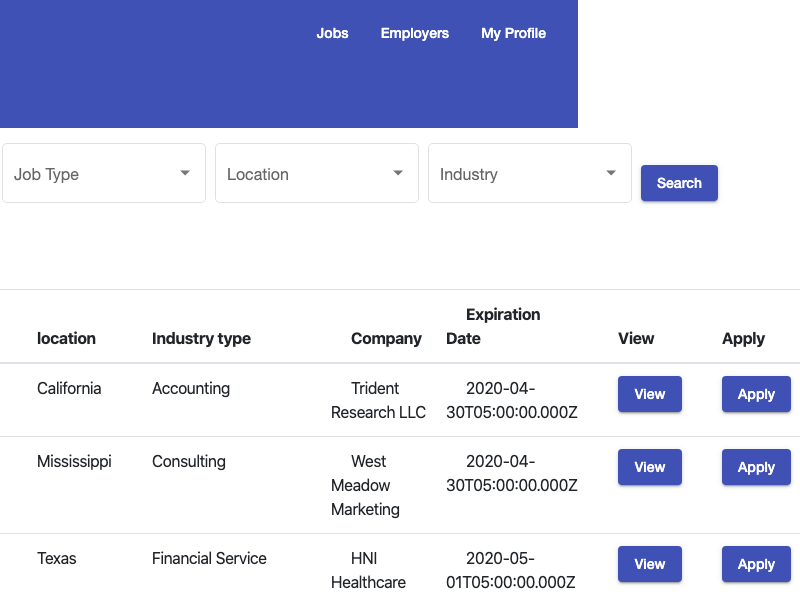 Jobs Employers My Profile
Job Type Location Industry Search
Expiration
location Industry type Company Date View Apply
California Accounting Trident 2020-04- View Apply
Research LLC 30T05:00:00.000Z
Mississippi Consulting West 2020-04- View Apply
Meadow 30T05:00:00.000Z
Marketing
Texas Financial Service HNI 2020-05- View Apply
Healthcare 01T05:00:00.000Z